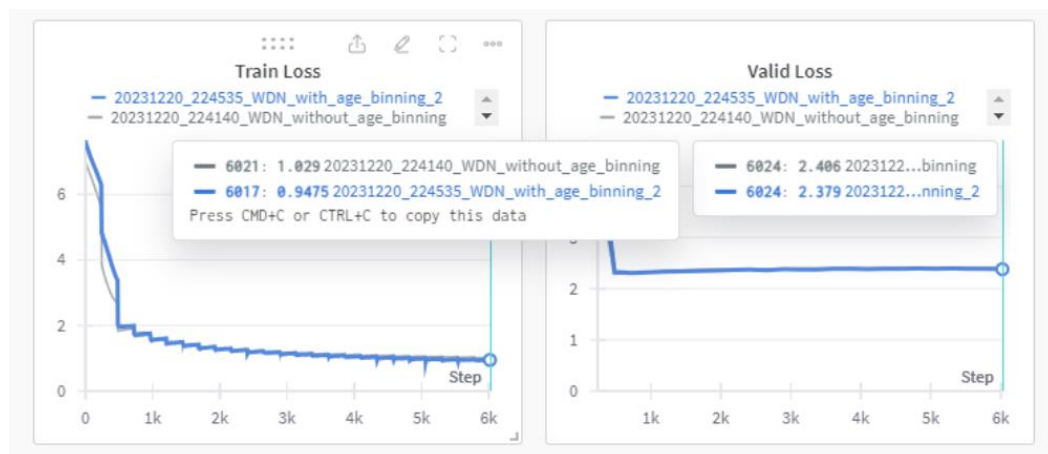 Train Loss
20231220_224535_WDN_with_age_binning_2
20231220_224140_WDN_without_age_binning
6021: 1.029 20231220_224140_WDN_without_age_binning
6017: 0.9475 20231220_224535_WDN_with_age_binning_2
Press CMD+C or CTRL+C to copy this data
6
4
2
0
Step
0 1k 2k 3k 4k 5k 6k
Valid Loss
20231220_224535_WDN_with_age_binning_2
20231220_224140_WDN_without_age_binning
6024: 2.406 2023122...binning
6024: 2.379 2023122...nning_2
2
1
0
Step
1k 2k 3k 4k 5k 6k